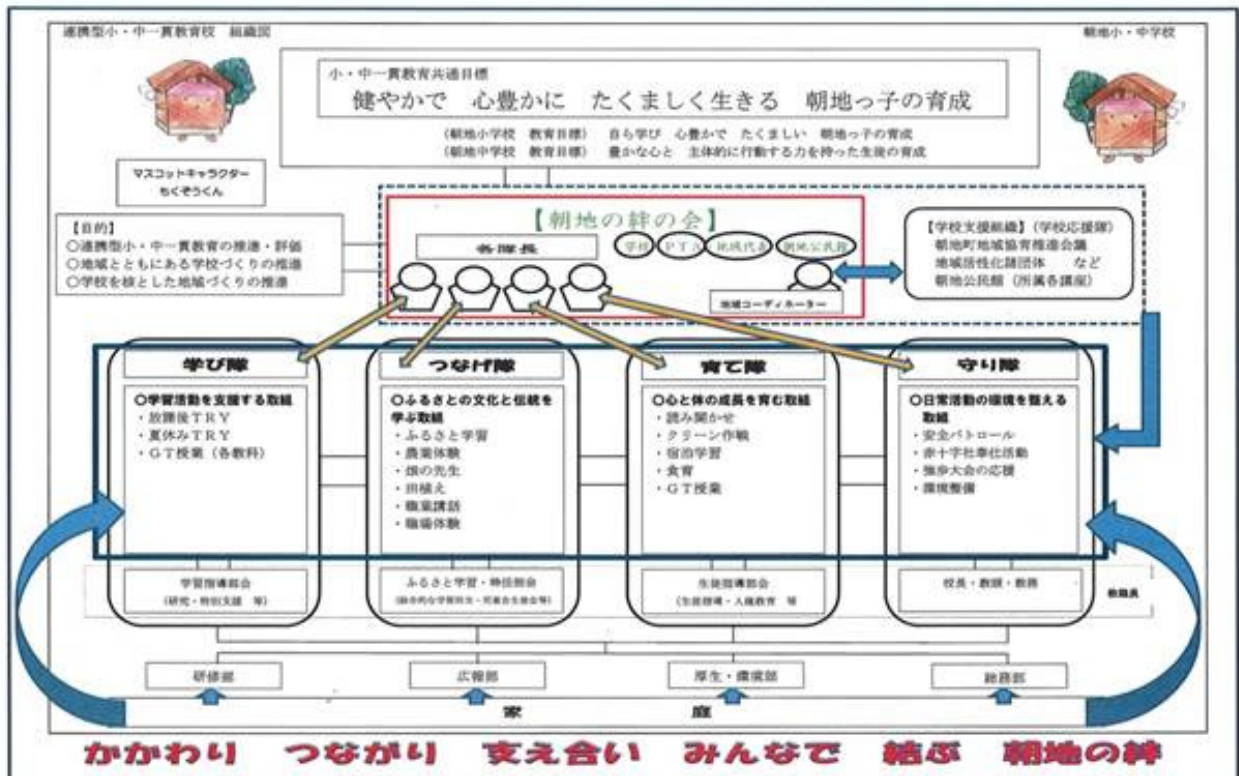 連携型小・中一貫教育校 組織図
朝地小・中学校
小・中一貫教育共通目標
健やかで 心豊かに たくましく生きる 朝地っ子の育成
(朝地小学校 教育目標) 自ら学び 心豊かで たくましい 朝地っ子の育成
(朝地中学校 教育目標) 豊かな心と 主体的に行動する力を持った生徒の育成
マスコットキャラクター
ちくぞうくん
【目的】
○連携型小・中一貫教育の推進・評価
○地域とともにある学校づくりの推進
○学校を核とした地域づくりの推進
【朝地の絆の会】
各隊長
学校 PTA 地域代表 朝地公民館
地域コーディネーター
【学校支援組織】(学校応援隊)
朝地町地域協育推進会議
地域活性化諸団体 など
朝地公民館(所属各講座)
学び隊
○学習活動を支援する取組
・放課後TRY
・夏休みTRY
・GT授業(各教科)
つなげ隊
○ふるさとの文化と伝統を
学ぶ取組
・ふるさと学習
・農業体験
・畑の先生
・田植え
・職業講話
・職場体験
育て隊
○心と体の成長を育む取組
・読み聞かせ
・クリーン作戦
・宿泊学習
・食育
・GT授業
守り隊
○日常活動の環境を整える
取組
・安全パトロール
・赤十字社奉仕活動
・強歩大会の応援
・環境整備
学習指導部会
(研究・特別支援 等)
ふるさと学習・特活部会
生徒指導部会
(生徒指導・人権教育 等
校長・教頭・教務
教職員
研修部
広報部
厚生・環境部
総務部
家 庭
かかわり つながり 支え合い みんなで 結ぶ 朝地の絆